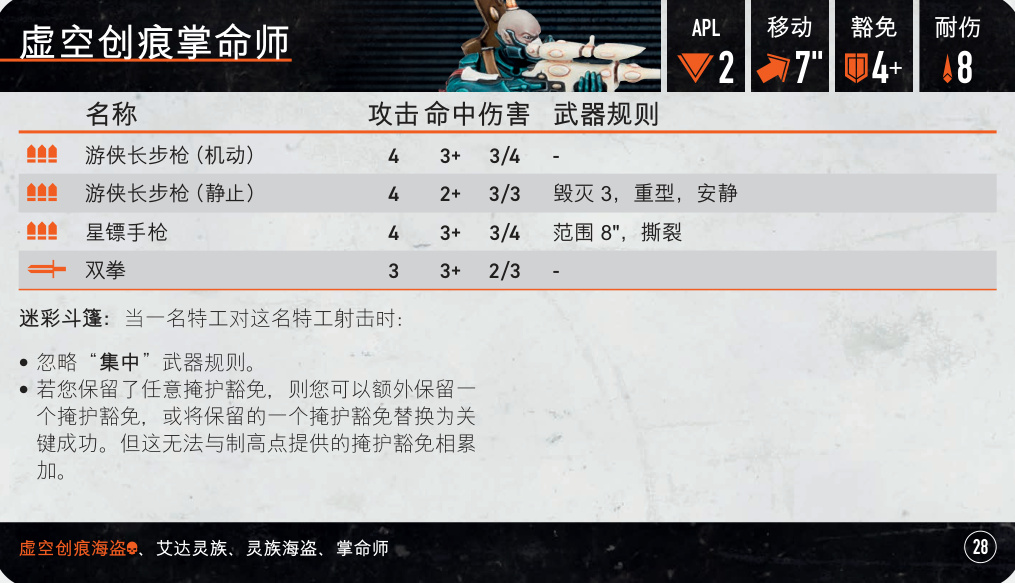 虚空创痕掌命师
APL 移动 豁免 耐伤
2 7" 4+ 8
名称 攻击 命中 伤害 武器规则
游侠长步枪（机动） 4 3+ 3/4 -
游侠长步枪（静止） 4 2+ 3/3 毁灭 3，重型，安静
星镖手枪 4 3+ 3/4 范围 8"，撕裂
双拳 3 3+ 2/3 -
迷彩斗篷：当一名特工对这名特工射击时:
• 忽略“集中”武器规则。
• 若您保留了任意掩护豁免，则您可以额外保留一
个掩护豁免，或将保留的一个掩护豁免替换为关
键成功。但这无法与制高点提供的掩护豁免相累
加。
虚空创痕海盗、艾达灵族、灵族海盗、掌命师
28